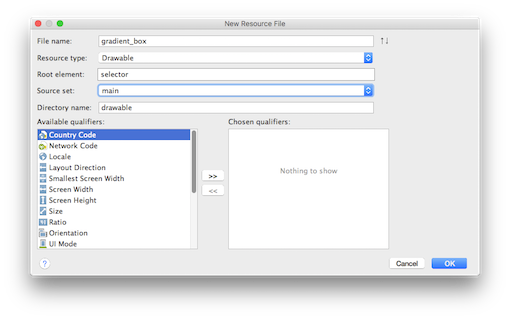 New Resource File
File name: gradient_box
Resource type: Drawable
Root element: selector
Source set: main
Directory name: drawable
Available qualifiers: Chosen qualifiers:
Country Code
Network Code
Locale
Layout Direction
Smallest Screen Width
Screen Width
Screen Height
Size
Ratio
Orientation
UI Mode
>>
<<
Nothing to show
?
Cancel OK